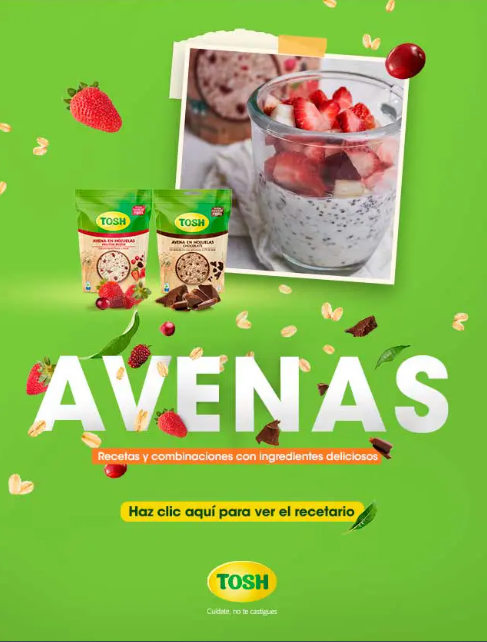 TOSH
AVENA EN HOJUELAS
TOSH
AVENA EN HOJUELAS
CHOCOLATE
AVENAS
Recetas y combinaciones con ingredientes deliciosos
Haz clic aquí para ver el recetario
TOSH
Cuídate, no te castigues